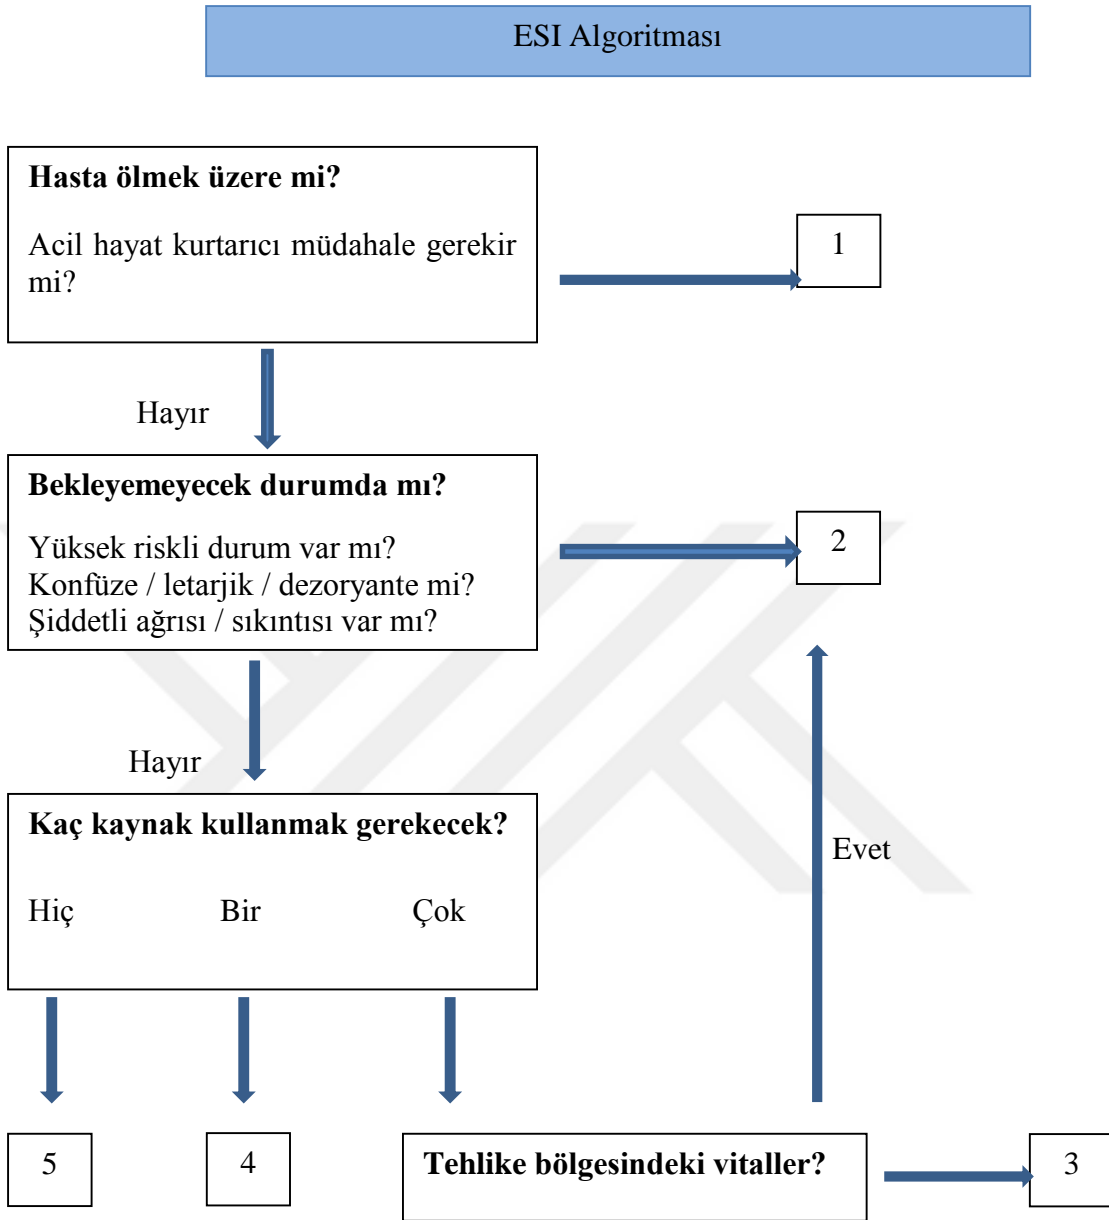 ESI Algoritması
Hasta ölmek üzere mi?
Acil hayat kurtarıcı müdahale gerekir
mi?
1
Hayır
Bekleyemeyecek durumda mı?
Yüksek riskli durum var mı?
Konfüze / letarjik / dezoryante mi?
Şiddetli ağrısı / sıkıntısı var mı?
2
Hayır
Kaç kaynak kullanmak gerekecek?
Hiç Bir Çok
Evet
5
4
Tehlike bölgesindeki vitaller?
3